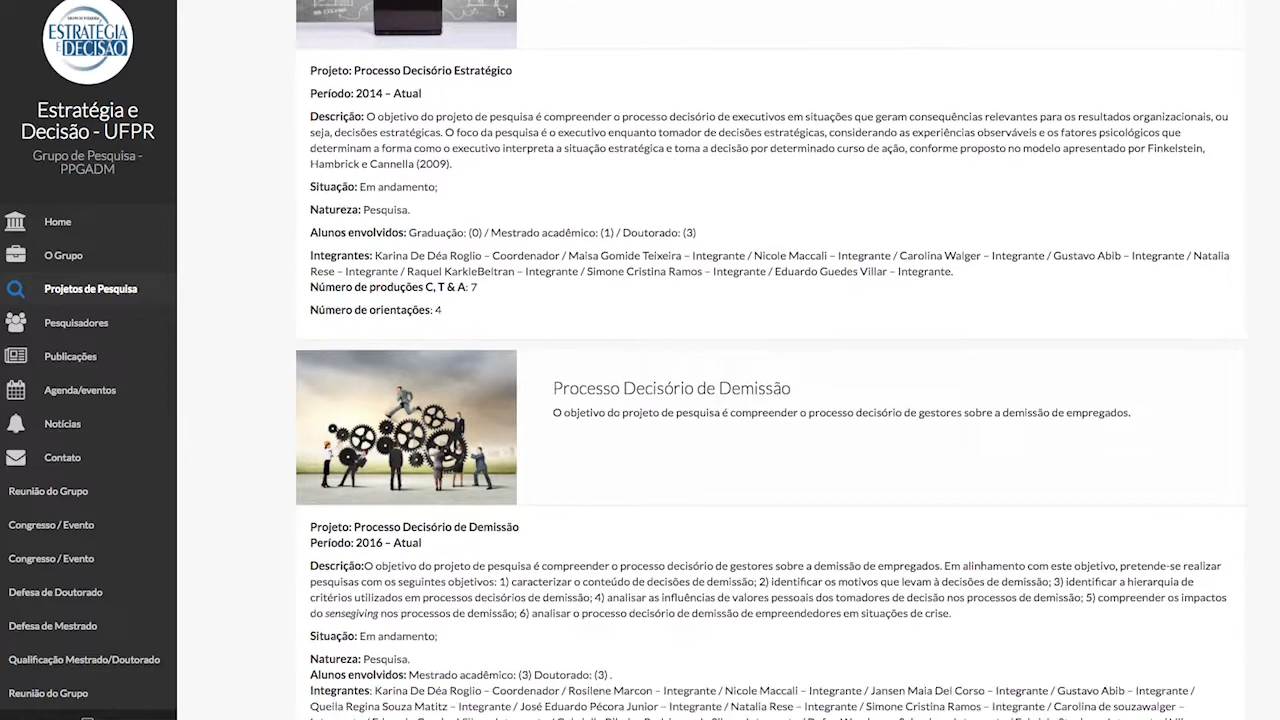 GRUPO DE PESQUISA
ESTRATÉGIA
E DECISÃO
Estratégia e
Decisão - UFPR
Grupo de Pesquisa -
PPGADM
Home
O Grupo
Projetos de Pesquisa
Pesquisadores
Publicações
Agenda/eventos
Notícias
Contato
Reunião do Grupo
Congresso / Evento
Congresso / Evento
Defesa de Doutorado
Defesa de Mestrado
Qualificação Mestrado/Doutorado
Reunião do Grupo
Projeto: Processo Decisório Estratégico
Período: 2014 – Atual
Descrição: O objetivo do projeto de pesquisa é compreender o processo decisório de executivos em situações que geram consequências relevantes para os resultados organizacionais, ou
seja, decisões estratégicas. O foco da pesquisa é o executivo enquanto tomador de decisões estratégicas, considerando as experiências observáveis e os fatores psicológicos que
determinam a forma como o executivo interpreta a situação estratégica e toma a decisão por determinado curso de ação, conforme proposto no modelo apresentado por Finkelstein,
Hambrick e Cannella (2009).
Situação: Em andamento;
Natureza: Pesquisa.
Alunos envolvidos: Graduação: (0) / Mestrado acadêmico: (1) / Doutorado: (3)
Integrantes: Karina De Déa Roglio – Coordenador / Maisa Gomide Teixeira – Integrante / Nicole Maccali – Integrante / Carolina Walger – Integrante / Gustavo Abib – Integrante / Natalia
Rese – Integrante / Raquel KarkleBeltran – Integrante / Simone Cristina Ramos – Integrante / Eduardo Guedes Villar – Integrante.
Número de produções C, T & A: 7
Número de orientações: 4
Processo Decisório de Demissão
O objetivo do projeto de pesquisa é compreender o processo decisório de gestores sobre a demissão de empregados.
Projeto: Processo Decisório de Demissão
Período: 2016 – Atual
Descrição:O objetivo do projeto de pesquisa é compreender o processo decisório de gestores sobre a demissão de empregados. Em alinhamento com este objetivo, pretende-se realizar
pesquisas com os seguintes objetivos: 1) caracterizar o conteúdo de decisões de demissão; 2) identificar os motivos que levam à decisões de demissão; 3) identificar a hierarquia de
critérios utilizados em processos decisórios de demissão; 4) analisar as influências de valores pessoais dos tomadores de decisão nos processos de demissão; 5) compreender os impactos
do sensegiving nos processos de demissão; 6) analisar o processo decisório de demissão de empreendedores em situações de crise.
Situação: Em andamento;
Natureza: Pesquisa.
Alunos envolvidos: Mestrado acadêmico: (3) Doutorado: (3) .
Integrantes: Karina De Déa Roglio – Coordenador / Rosilene Marcon – Integrante / Nicole Maccali – Integrante / Jansen Maia Del Corso – Integrante / Gustavo Abib – Integrante /
Quella Regina Souza Matitz – Integrante / José Eduardo Pécora Junior – Integrante / Natalia Rese – Integrante / Simone Cristina Ramos – Integrante / Carolina de souzawalger –